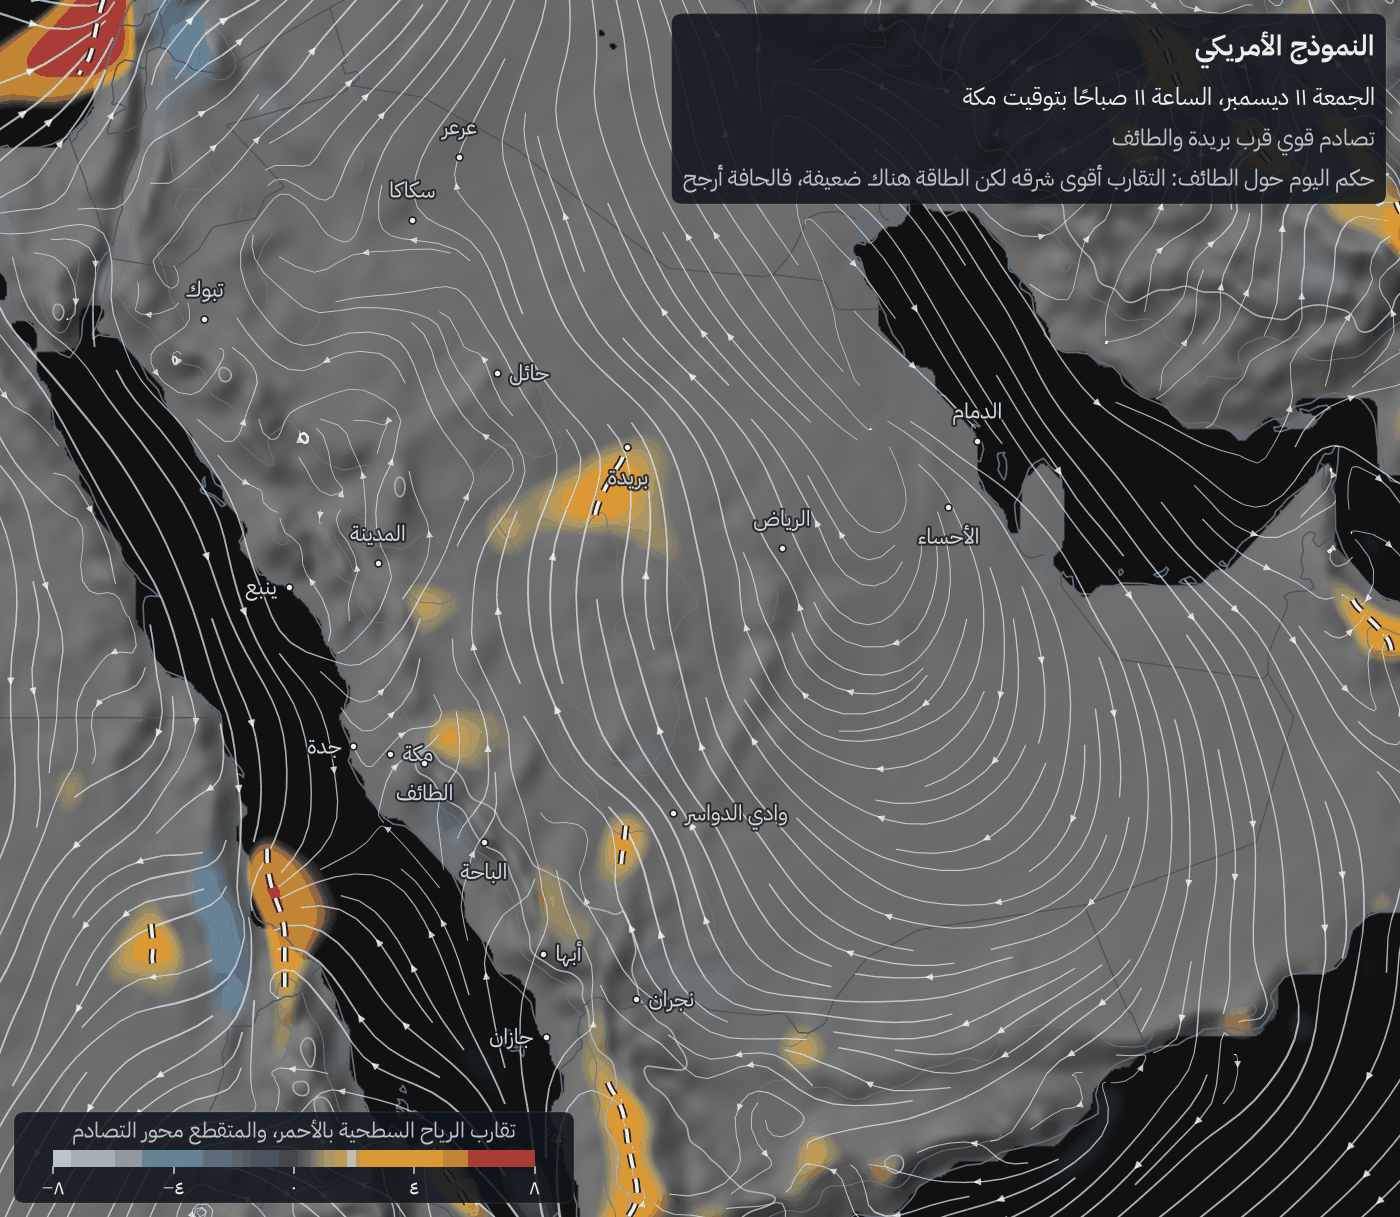 النموذج الأمريكي
الجمعة ١١ ديسمبر، الساعة ١١ صباحًا بتوقيت مكة
تصادم قوي قرب بريدة والطائف
حكم اليوم حول الطائف: التقارب أقوى شرقه لكن الطاقة هناك ضعيفة، فالحافة أرجح
عرعر
سكاكا
تبوك
حائل
الدمام
بريدة
الرياض
الأحساء
المدينة
ينبع
جدة
مكة
الطائف
وادي الدواسر
الباحة
أبها
نجران
جازان
تقارب الرياح السطحية بالأحمر، والمتقطع محور التصادم
−٨ −٤ ٠ ٤ ٨